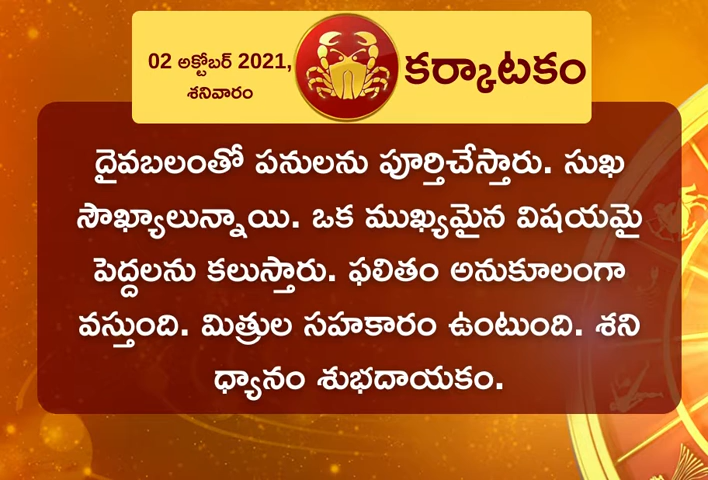 02 అక్టోబర్ 2021,
శనివారం
కర్కాటకం
దైవబలంతో పనులను పూర్తిచేస్తారు. సుఖ
సౌఖ్యాలున్నాయి. ఒక ముఖ్యమైన విషయమై
పెద్దలను కలుస్తారు. ఫలితం అనుకూలంగా
వస్తుంది. మిత్రుల సహకారం ఉంటుంది. శని
ధ్యానం శుభదాయకం.